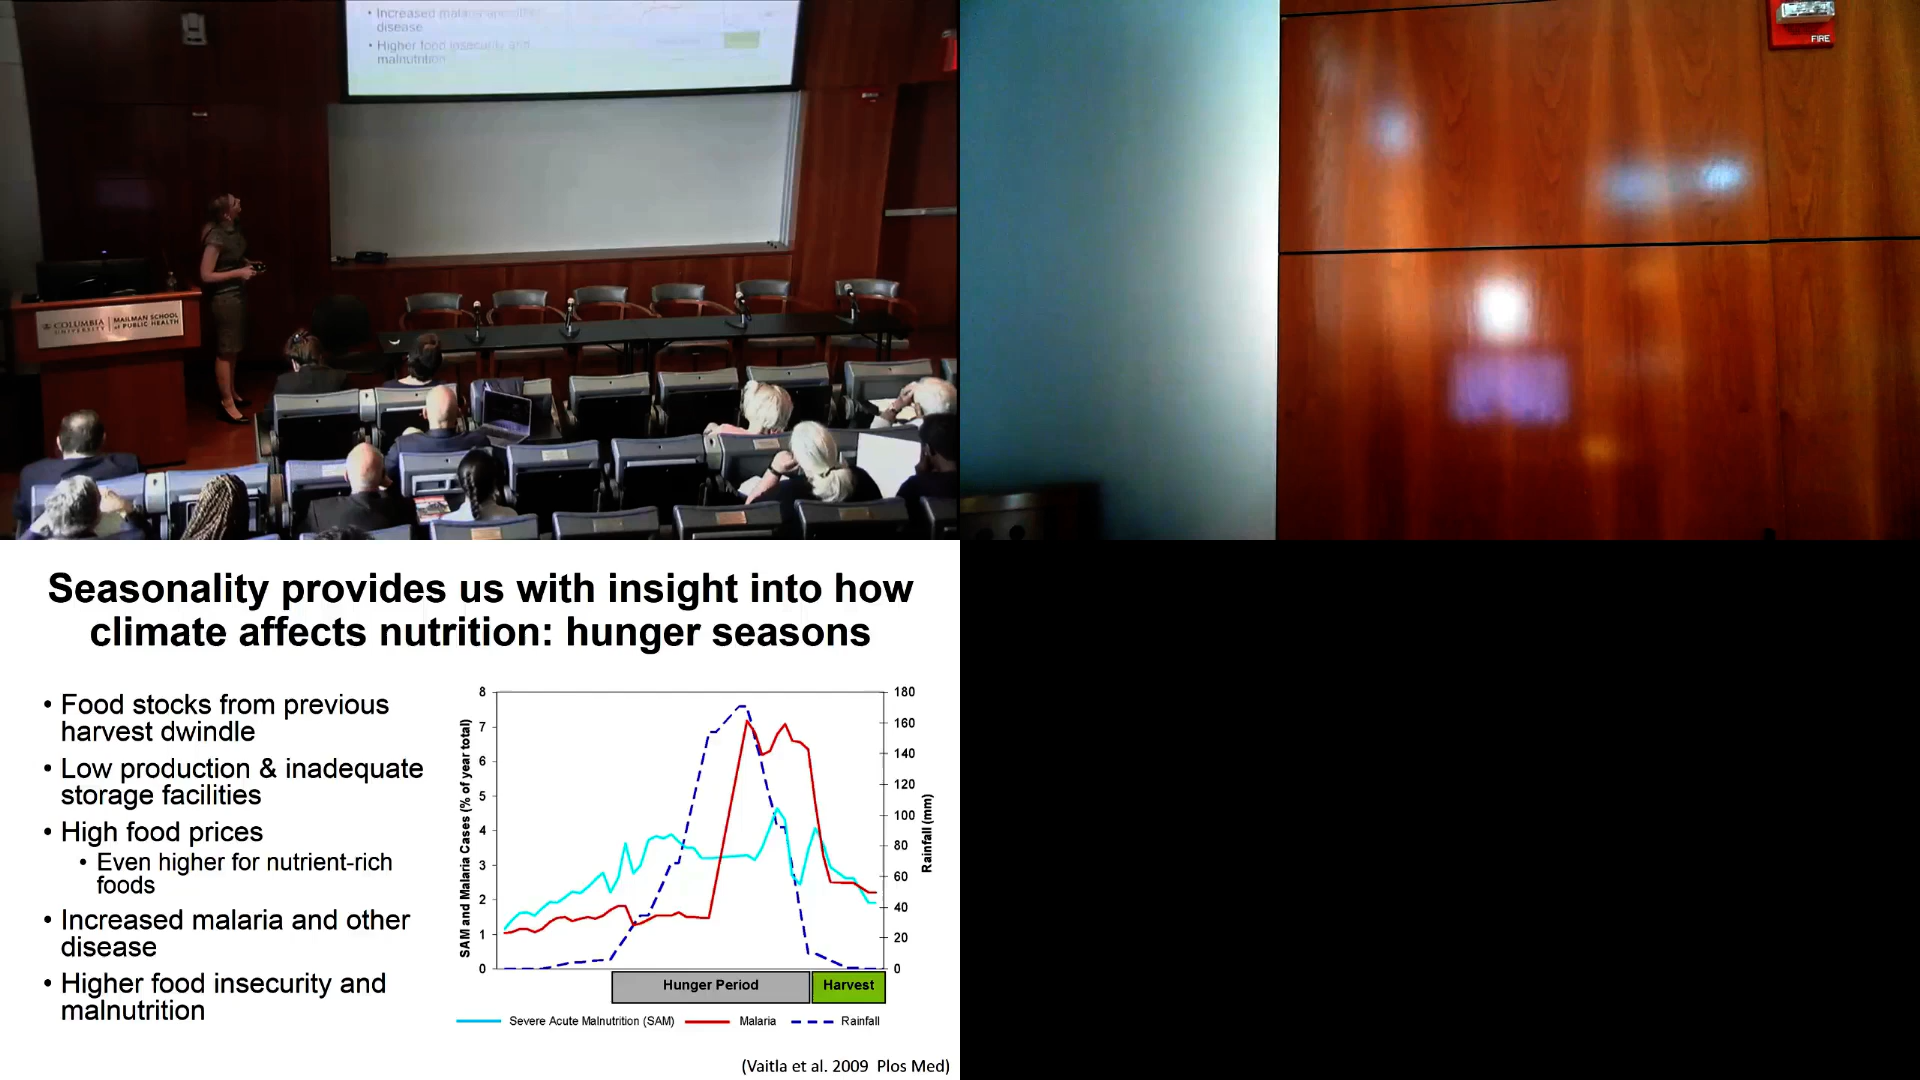 • Increased malaria and other
disease
• Higher food insecurity and
malnutrition
COLUMBIA UNIVERSITY | MAILMAN SCHOOL of PUBLIC HEALTH
FIRE
Seasonality provides us with insight into how
climate affects nutrition: hunger seasons
• Food stocks from previous
harvest dwindle
• Low production & inadequate
storage facilities
• High food prices
• Even higher for nutrient-rich
foods
• Increased malaria and other
disease
• Higher food insecurity and
malnutrition
SAM and Malaria Cases (% of year total)
8
7
6
5
4
3
2
1
0
180
160
140
120
100
80
60
40
20
0
Rainfall (mm)
Hunger Period
Harvest
Severe Acute Malnutrition (SAM)
Malaria
Rainfall
(Vaitla et al. 2009 Plos Med)